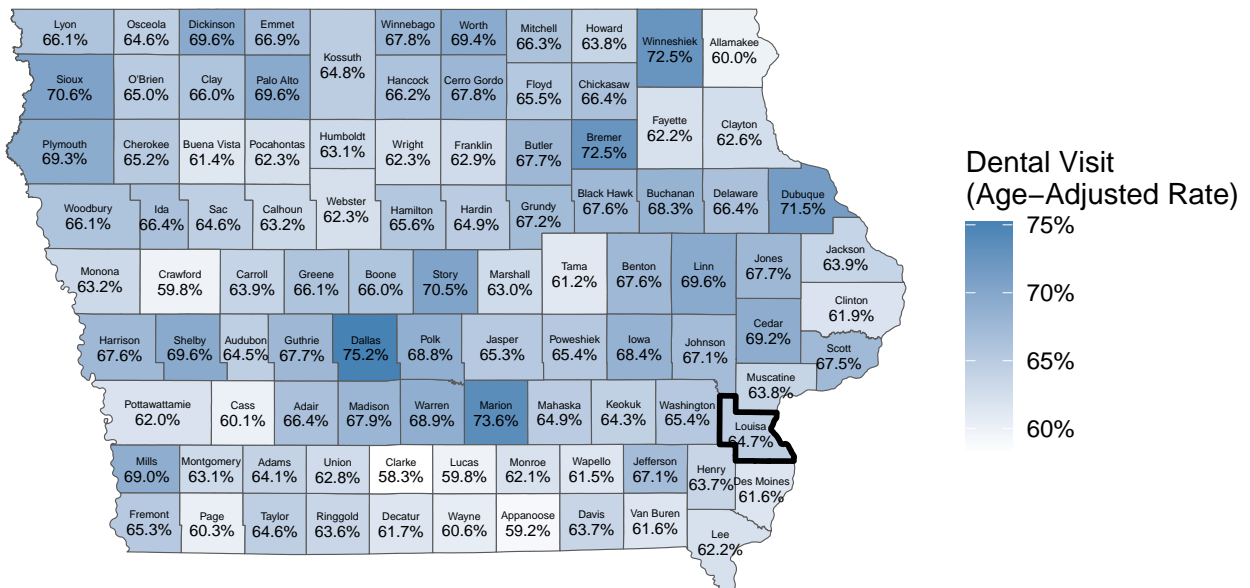 Lyon
66.1%
Osceola
64.6%
Dickinson
69.6%
Emmet
66.9%
Kossuth
64.8%
Winnebago
67.8%
Worth
69.4%
Mitchell
66.3%
Howard
63.8%
Winneshiek
72.5%
Allamakee
60.0%
Sioux
70.6%
O'Brien
65.0%
Clay
66.0%
Palo Alto
69.6%
Hancock
66.2%
Cerro Gordo
67.8%
Floyd
65.5%
Chickasaw
66.4%
Fayette
62.2%
Clayton
62.6%
Plymouth
69.3%
Cherokee
65.2%
Buena Vista
61.4%
Pocahontas
62.3%
Humboldt
63.1%
Wright
62.3%
Franklin
62.9%
Butler
67.7%
Bremer
72.5%
Woodbury
66.1%
Ida
66.4%
Sac
64.6%
Calhoun
63.2%
Webster
62.3%
Hamilton
65.6%
Hardin
64.9%
Grundy
67.2%
Black Hawk
67.6%
Buchanan
68.3%
Delaware
66.4%
Dubuque
71.5%
Monona
63.2%
Crawford
59.8%
Carroll
63.9%
Greene
66.1%
Boone
66.0%
Story
70.5%
Marshall
63.0%
Tama
61.2%
Benton
67.6%
Linn
69.6%
Jones
67.7%
Jackson
63.9%
Clinton
61.9%
Harrison
67.6%
Shelby
69.6%
Audubon
64.5%
Guthrie
67.7%
Dallas
75.2%
Polk
68.8%
Jasper
65.3%
Poweshiek
65.4%
Iowa
68.4%
Johnson
67.1%
Cedar
69.2%
Scott
67.5%
Muscatine
63.8%
Pottawattamie
62.0%
Cass
60.1%
Adair
66.4%
Madison
67.9%
Warren
68.9%
Marion
73.6%
Mahaska
64.9%
Keokuk
64.3%
Washington
65.4%
Louisa
64.7%
Mills
69.0%
Montgomery
63.1%
Adams
64.1%
Union
62.8%
Clarke
58.3%
Lucas
59.8%
Monroe
62.1%
Wapello
61.5%
Jefferson
67.1%
Henry
63.7%
Des Moines
61.6%
Fremont
65.3%
Page
60.3%
Taylor
64.6%
Ringgold
63.6%
Decatur
61.7%
Wayne
60.6%
Appanoose
59.2%
Davis
63.7%
Van Buren
61.6%
Lee
62.2%
Dental Visit
(Age−Adjusted Rate)
75%
70%
65%
60%